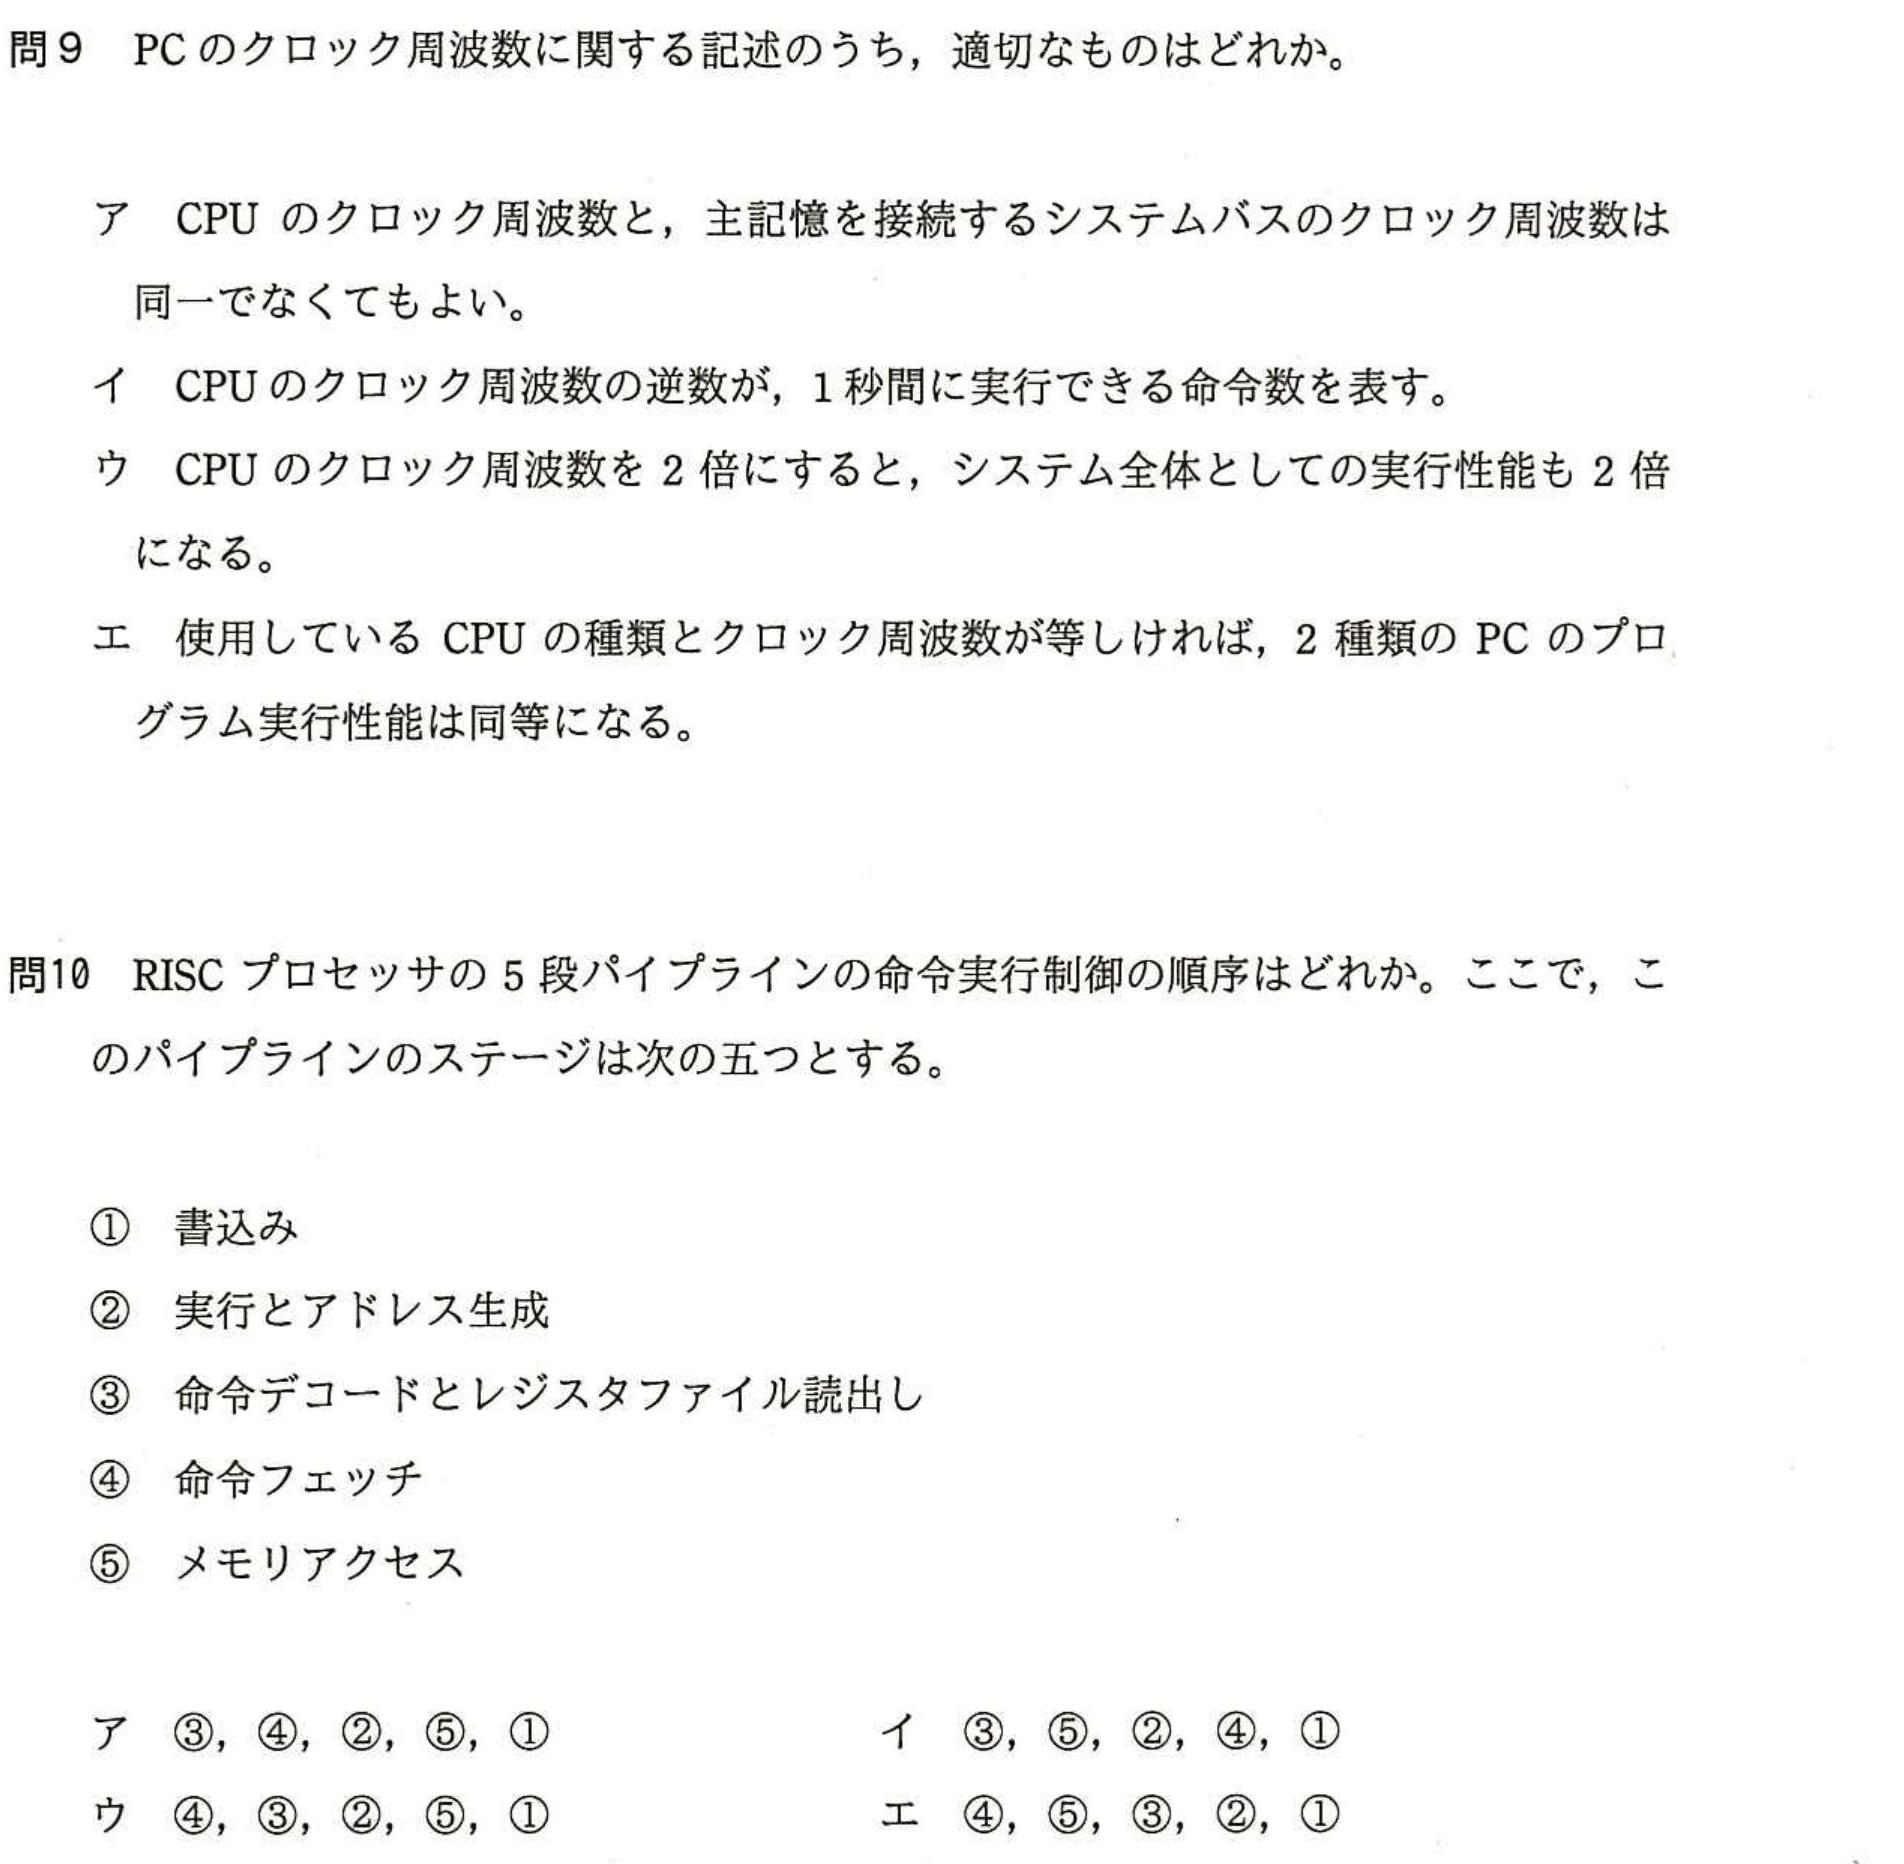 問9　PCのクロック周波数に関する記述のうち，適切なものはどれか。
ア　CPU のクロック周波数と，主記憶を接続するシステムバスのクロック周波数は
同一でなくてもよい。
イ　CPUのクロック周波数の逆数が，1秒間に実行できる命令数を表す。
ウ　CPU のクロック周波数を 2 倍にすると，システム全体としての実行性能も 2 倍
になる。
エ　使用している CPU の種類とクロック周波数が等しければ，2 種類の PC のプロ
グラム実行性能は同等になる。
問10　RISC プロセッサの 5 段パイプラインの命令実行制御の順序はどれか。ここで，こ
のパイプラインのステージは次の五つとする。
①　書込み
②　実行とアドレス生成
③　命令デコードとレジスタファイル読出し
④　命令フェッチ
⑤　メモリアクセス
ア　③，④，②，⑤，①　　イ　③，⑤，②，④，①
ウ　④，③，②，⑤，①　　エ　④，⑤，③，②，①